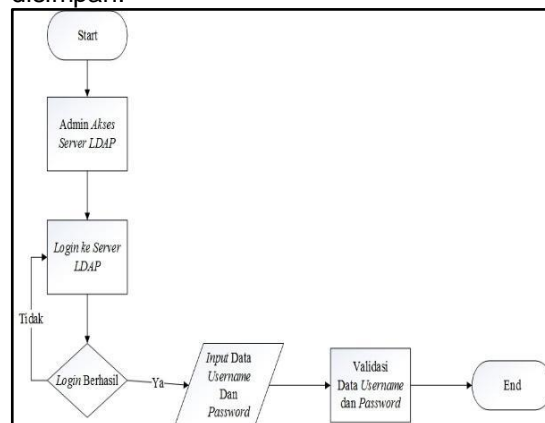 disimpan.
Start
Admin Akses
Server LDAP
Login ke Server
LDAP
Tidak
Login Berhasil
Ya
Input Data
Username
Dan
Password
Validasi
Data Username
dan Password
End